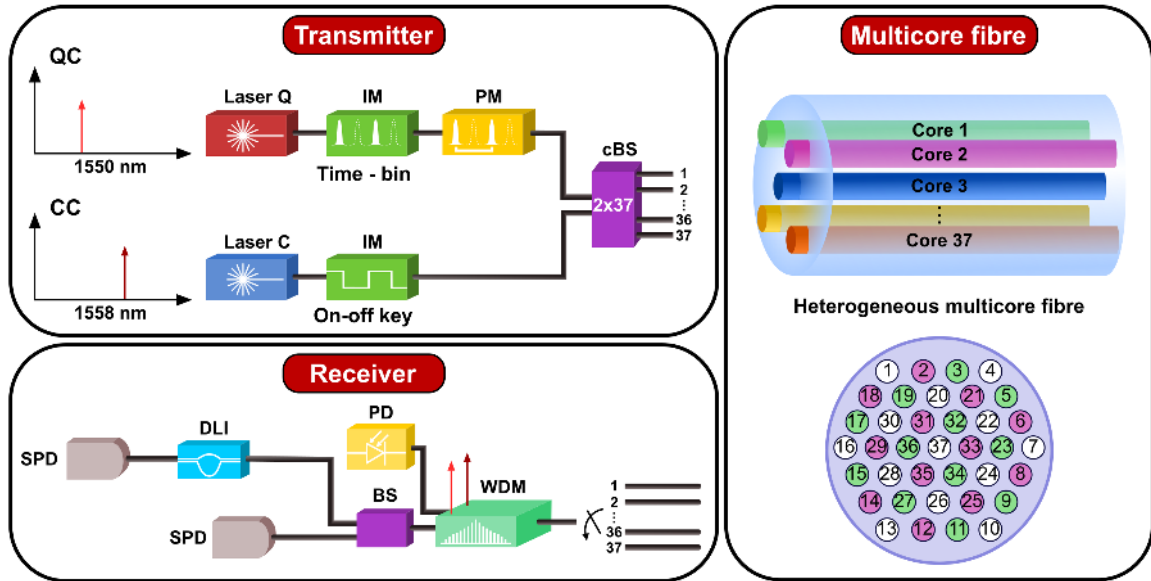 Transmitter
QC
1550 nm
Laser Q
IM
PM
Time - bin
cBS
2x37
1
2
⋮
36
37
CC
1558 nm
Laser C
IM
On-off key
Receiver
SPD
DLI
PD
SPD
BS
WDM
1
2
⋮
36
37
Multicore fibre
Core 1
Core 2
Core 3
⋮
Core 37
Heterogeneous multicore fibre
1 2 3 4
18 19 20 21 5
17 30 31 32 22 6
16 29 36 37 33 23 7
15 28 35 34 24 8
14 27 26 25 9
13 12 11 10